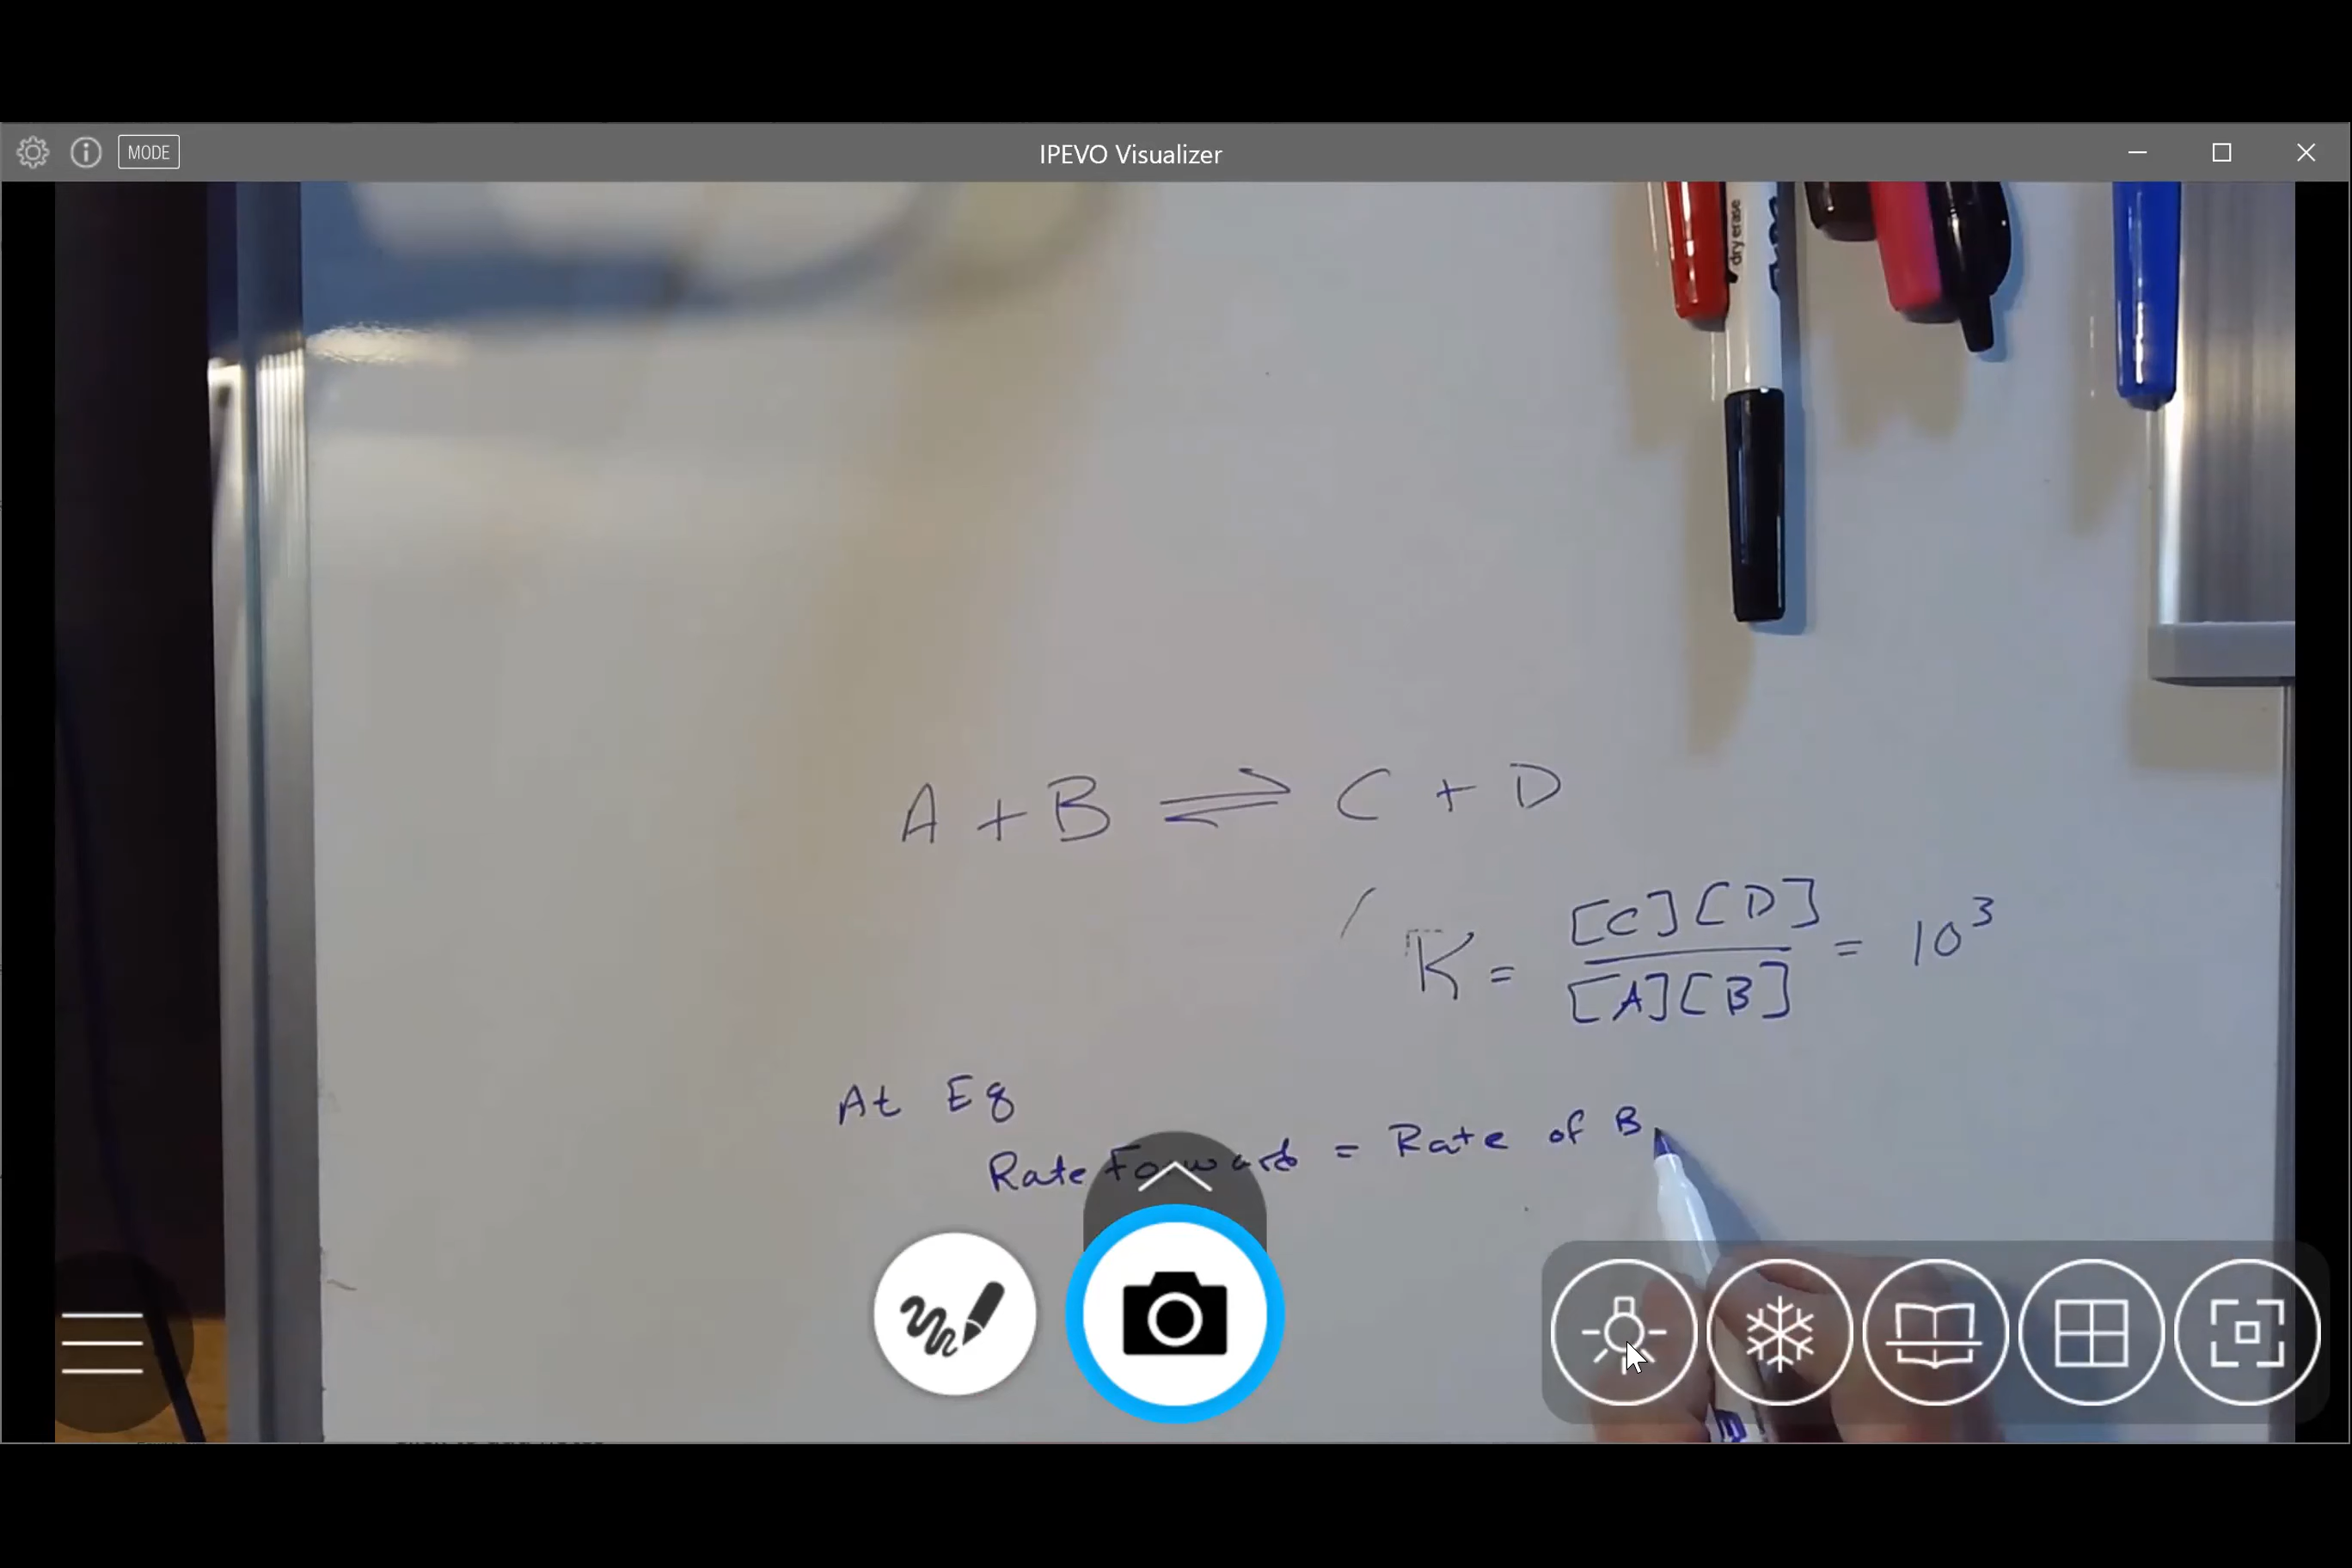 MODE
IPEVO Visualizer
dry erase
A + B ⇌ C + D
K = [C][D] / [A][B] = 10³
At Eq
Rate Forward = Rate of B